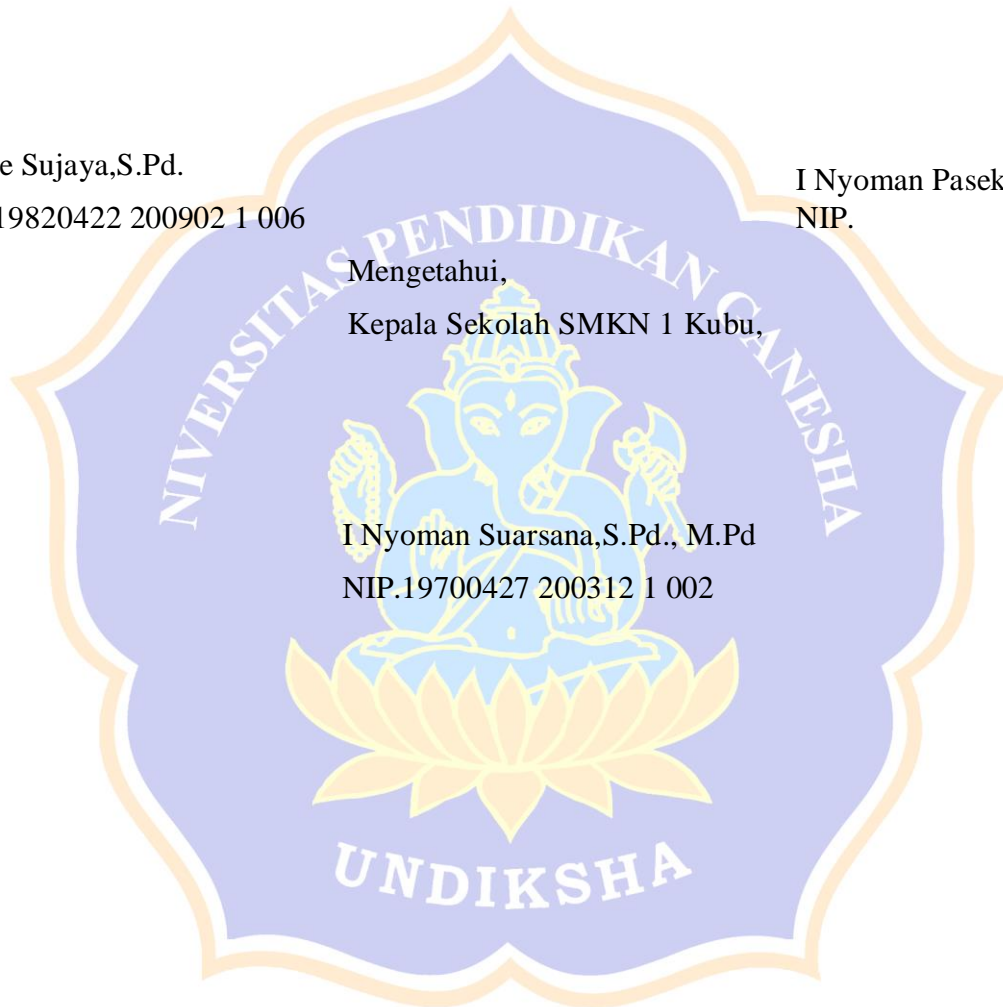 e Sujaya,S.Pd.
19820422 200902 1 006
I Nyoman Pasek
NIP.
Mengetahui,
Kepala Sekolah SMKN 1 Kubu,
I Nyoman Suarsana,S.Pd., M.Pd
NIP.19700427 200312 1 002
NIVERSITAS PENDIDIKAN GANESHA
UNDIKSHA